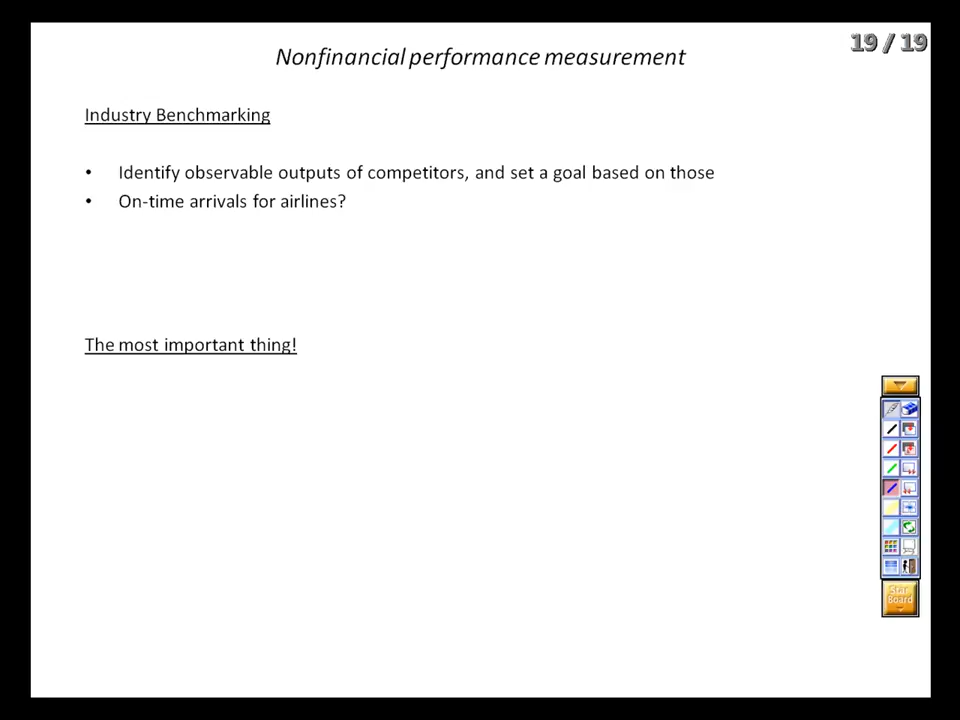 19 / 19
Nonfinancial performance measurement
Industry Benchmarking
• Identify observable outputs of competitors, and set a goal based on those
• On-time arrivals for airlines?
The most important thing!
Star
Board